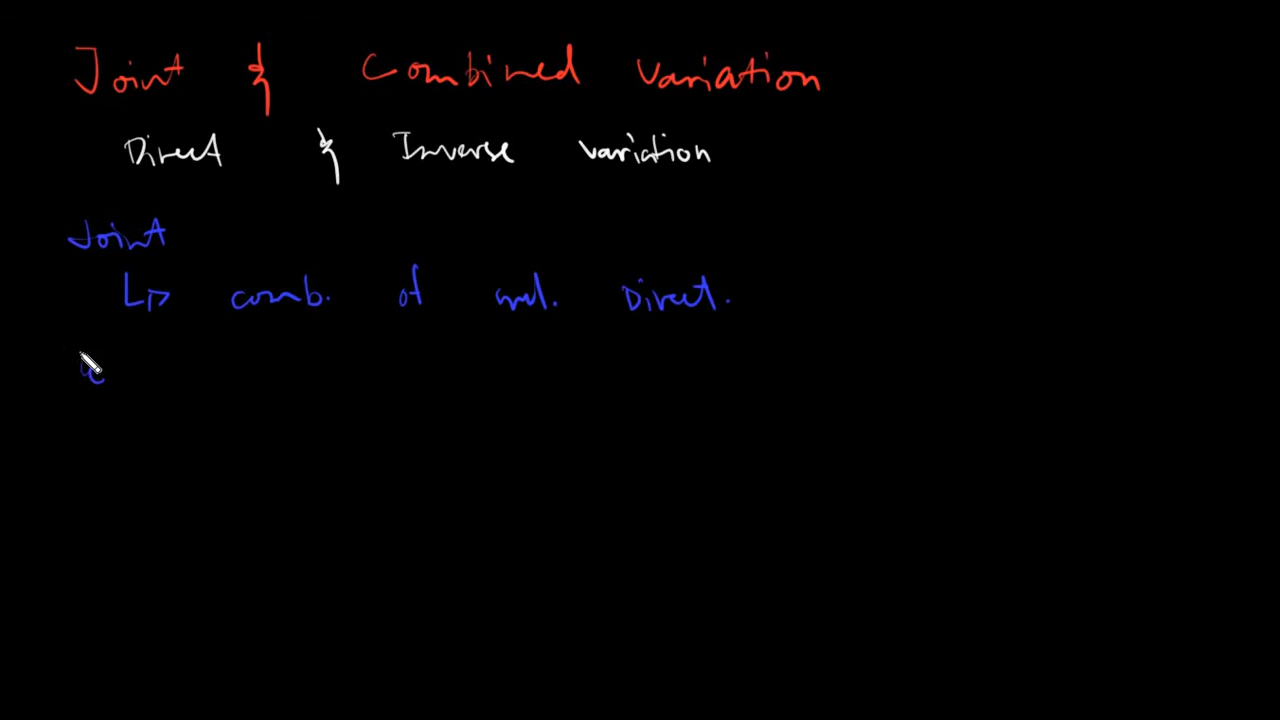 Joint & Combined Variation
Direct & Inverse variation
Joint
↳ comb. of mul. Direct.